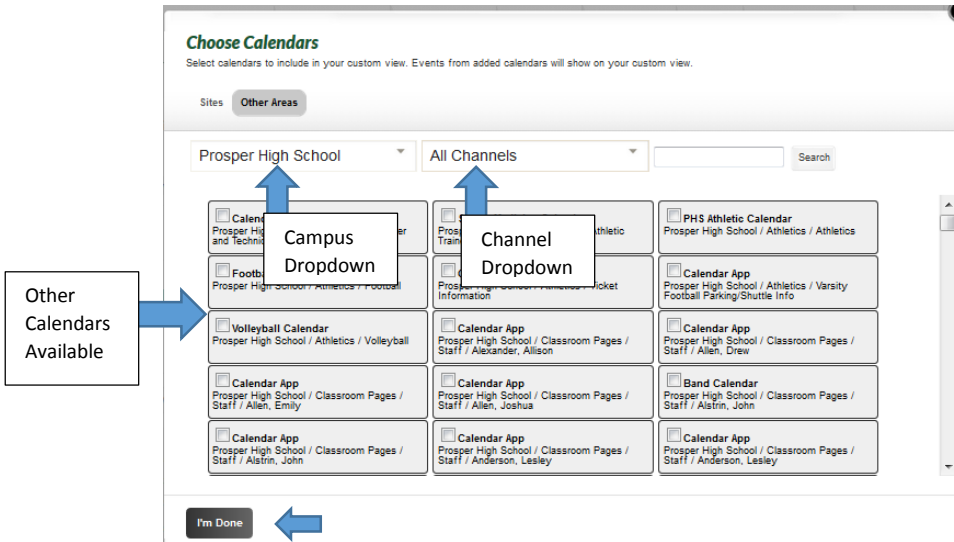 Choose Calendars
Select calendars to include in your custom view. Events from added calendars will show on your custom view.
Sites Other Areas
Prosper High School All Channels Search
Campus
Dropdown
Channel
Dropdown
Other
Calendars
Available
Prosper
and
PHS Athletic Calendar
Prosper High School / Athletics / Athletics
Prosper High School / Athletics / Football
Information
Calendar App
Prosper High School / Athletics / Varsity
Football Parking/Shuttle Info
Volleyball Calendar
Prosper High School / Athletics / Volleyball
Calendar App
Prosper High School / Classroom Pages /
Staff / Alexander, Allison
Calendar App
Prosper High School / Classroom Pages /
Staff / Allen, Drew
Calendar App
Prosper High School / Classroom Pages /
Staff / Allen, Emily
Calendar App
Prosper High School / Classroom Pages /
Staff / Allen, Joshua
Band Calendar
Prosper High School / Classroom Pages /
Staff / Alstrin, John
Calendar App
Prosper High School / Classroom Pages /
Staff / Alstrin, John
Calendar App
Prosper High School / Classroom Pages /
Staff / Anderson, Lesley
Calendar App
Prosper High School / Classroom Pages /
Staff / Anderson, Lesley
I'm Done